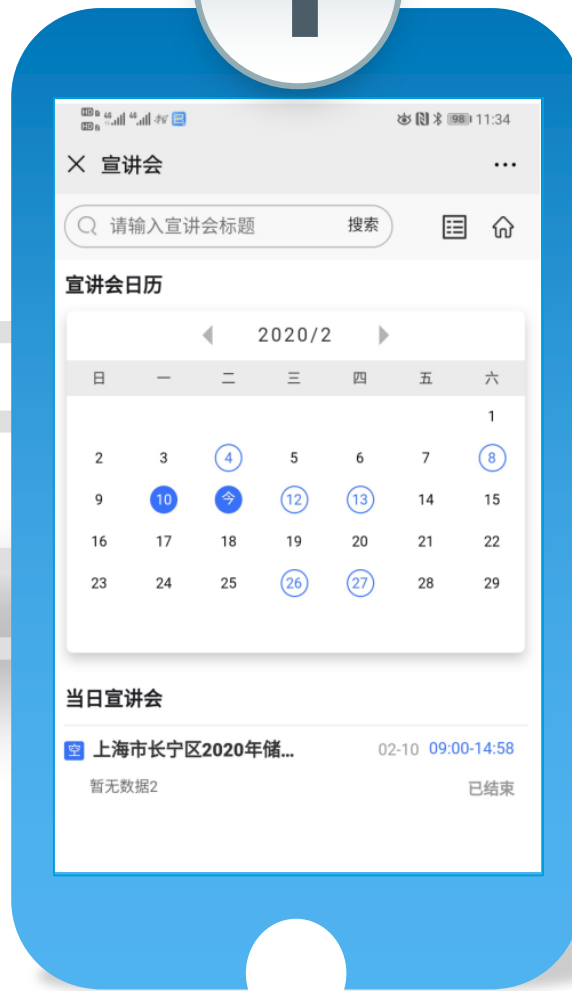 11:34
98
宣讲会
请输入宣讲会标题 搜索
宣讲会日历
2020/2
日 一 二 三 四 五 六
1
2 3 4 5 6 7 8
9 10 今 12 13 14 15
16 17 18 19 20 21 22
23 24 25 26 27 28 29
当日宣讲会
空 上海市长宁区2020年储... 02-10 09:00-14:58
暂无数据2 已结束